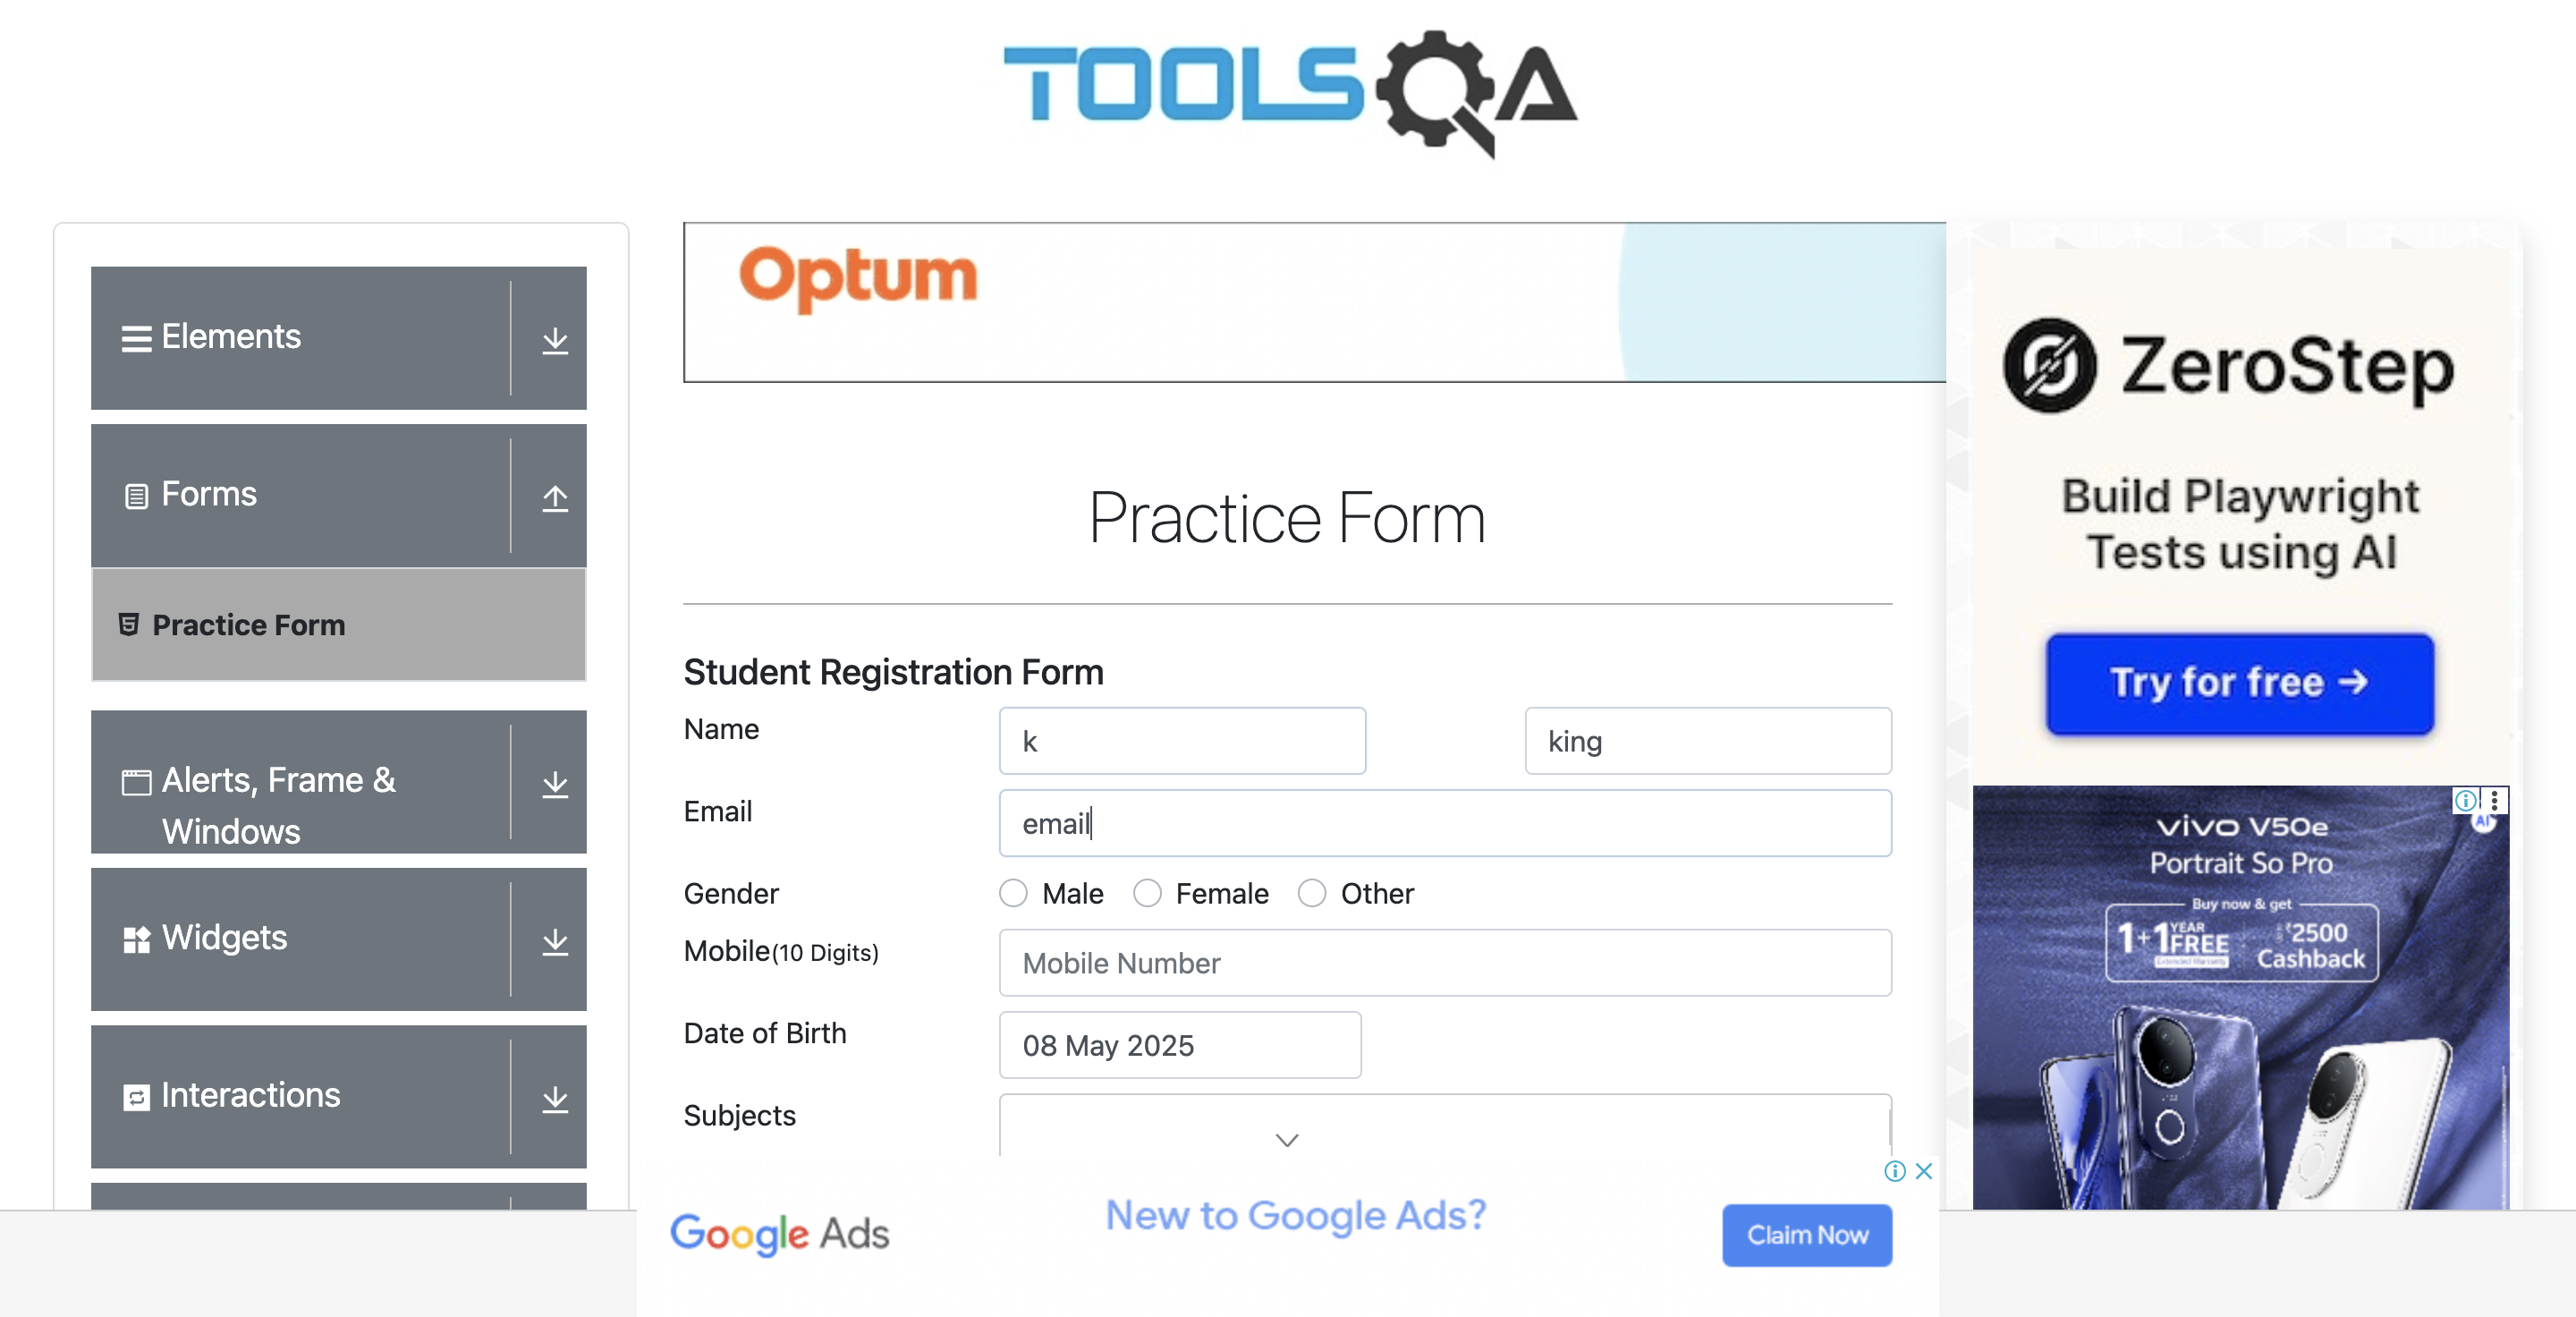 TOOLSQA
Elements
Forms
Practice Form
Alerts, Frame &
Windows
Widgets
Interactions
Optum
Practice Form
Student Registration Form
Name
k
king
Email
email
Gender
Male
Female
Other
Mobile(10 Digits)
Mobile Number
Date of Birth
08 May 2025
Subjects
Google Ads
New to Google Ads?
Claim Now
ZeroStep
Build Playwright
Tests using AI
Try for free →
AI
vivo V50e
Portrait So Pro
Buy now & get
1+1 YEAR FREE
₹2500
Cashback